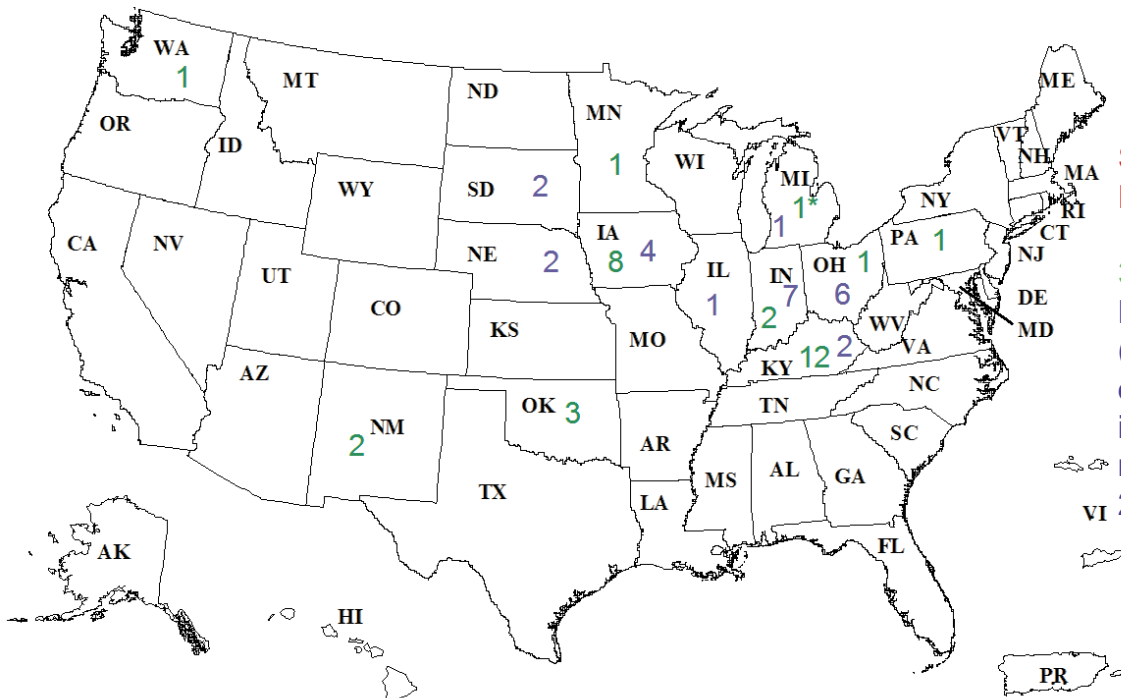 WA
1
MT
ND
MN
1
OR
ID
WY
SD
2
WI
MI
1*
1
ME
VT
NH
MA
RI
CT
NY
PA
1
NJ
DE
MD
CA
NV
UT
CO
NE
2
IA
8
4
IL
1
IN
7
2
OH
1
6
WV
VA
KS
MO
KY
12
2
AZ
NM
2
OK
3
AR
TN
NC
SC
TX
LA
MS
AL
GA
FL
AK
HI
VI
PR